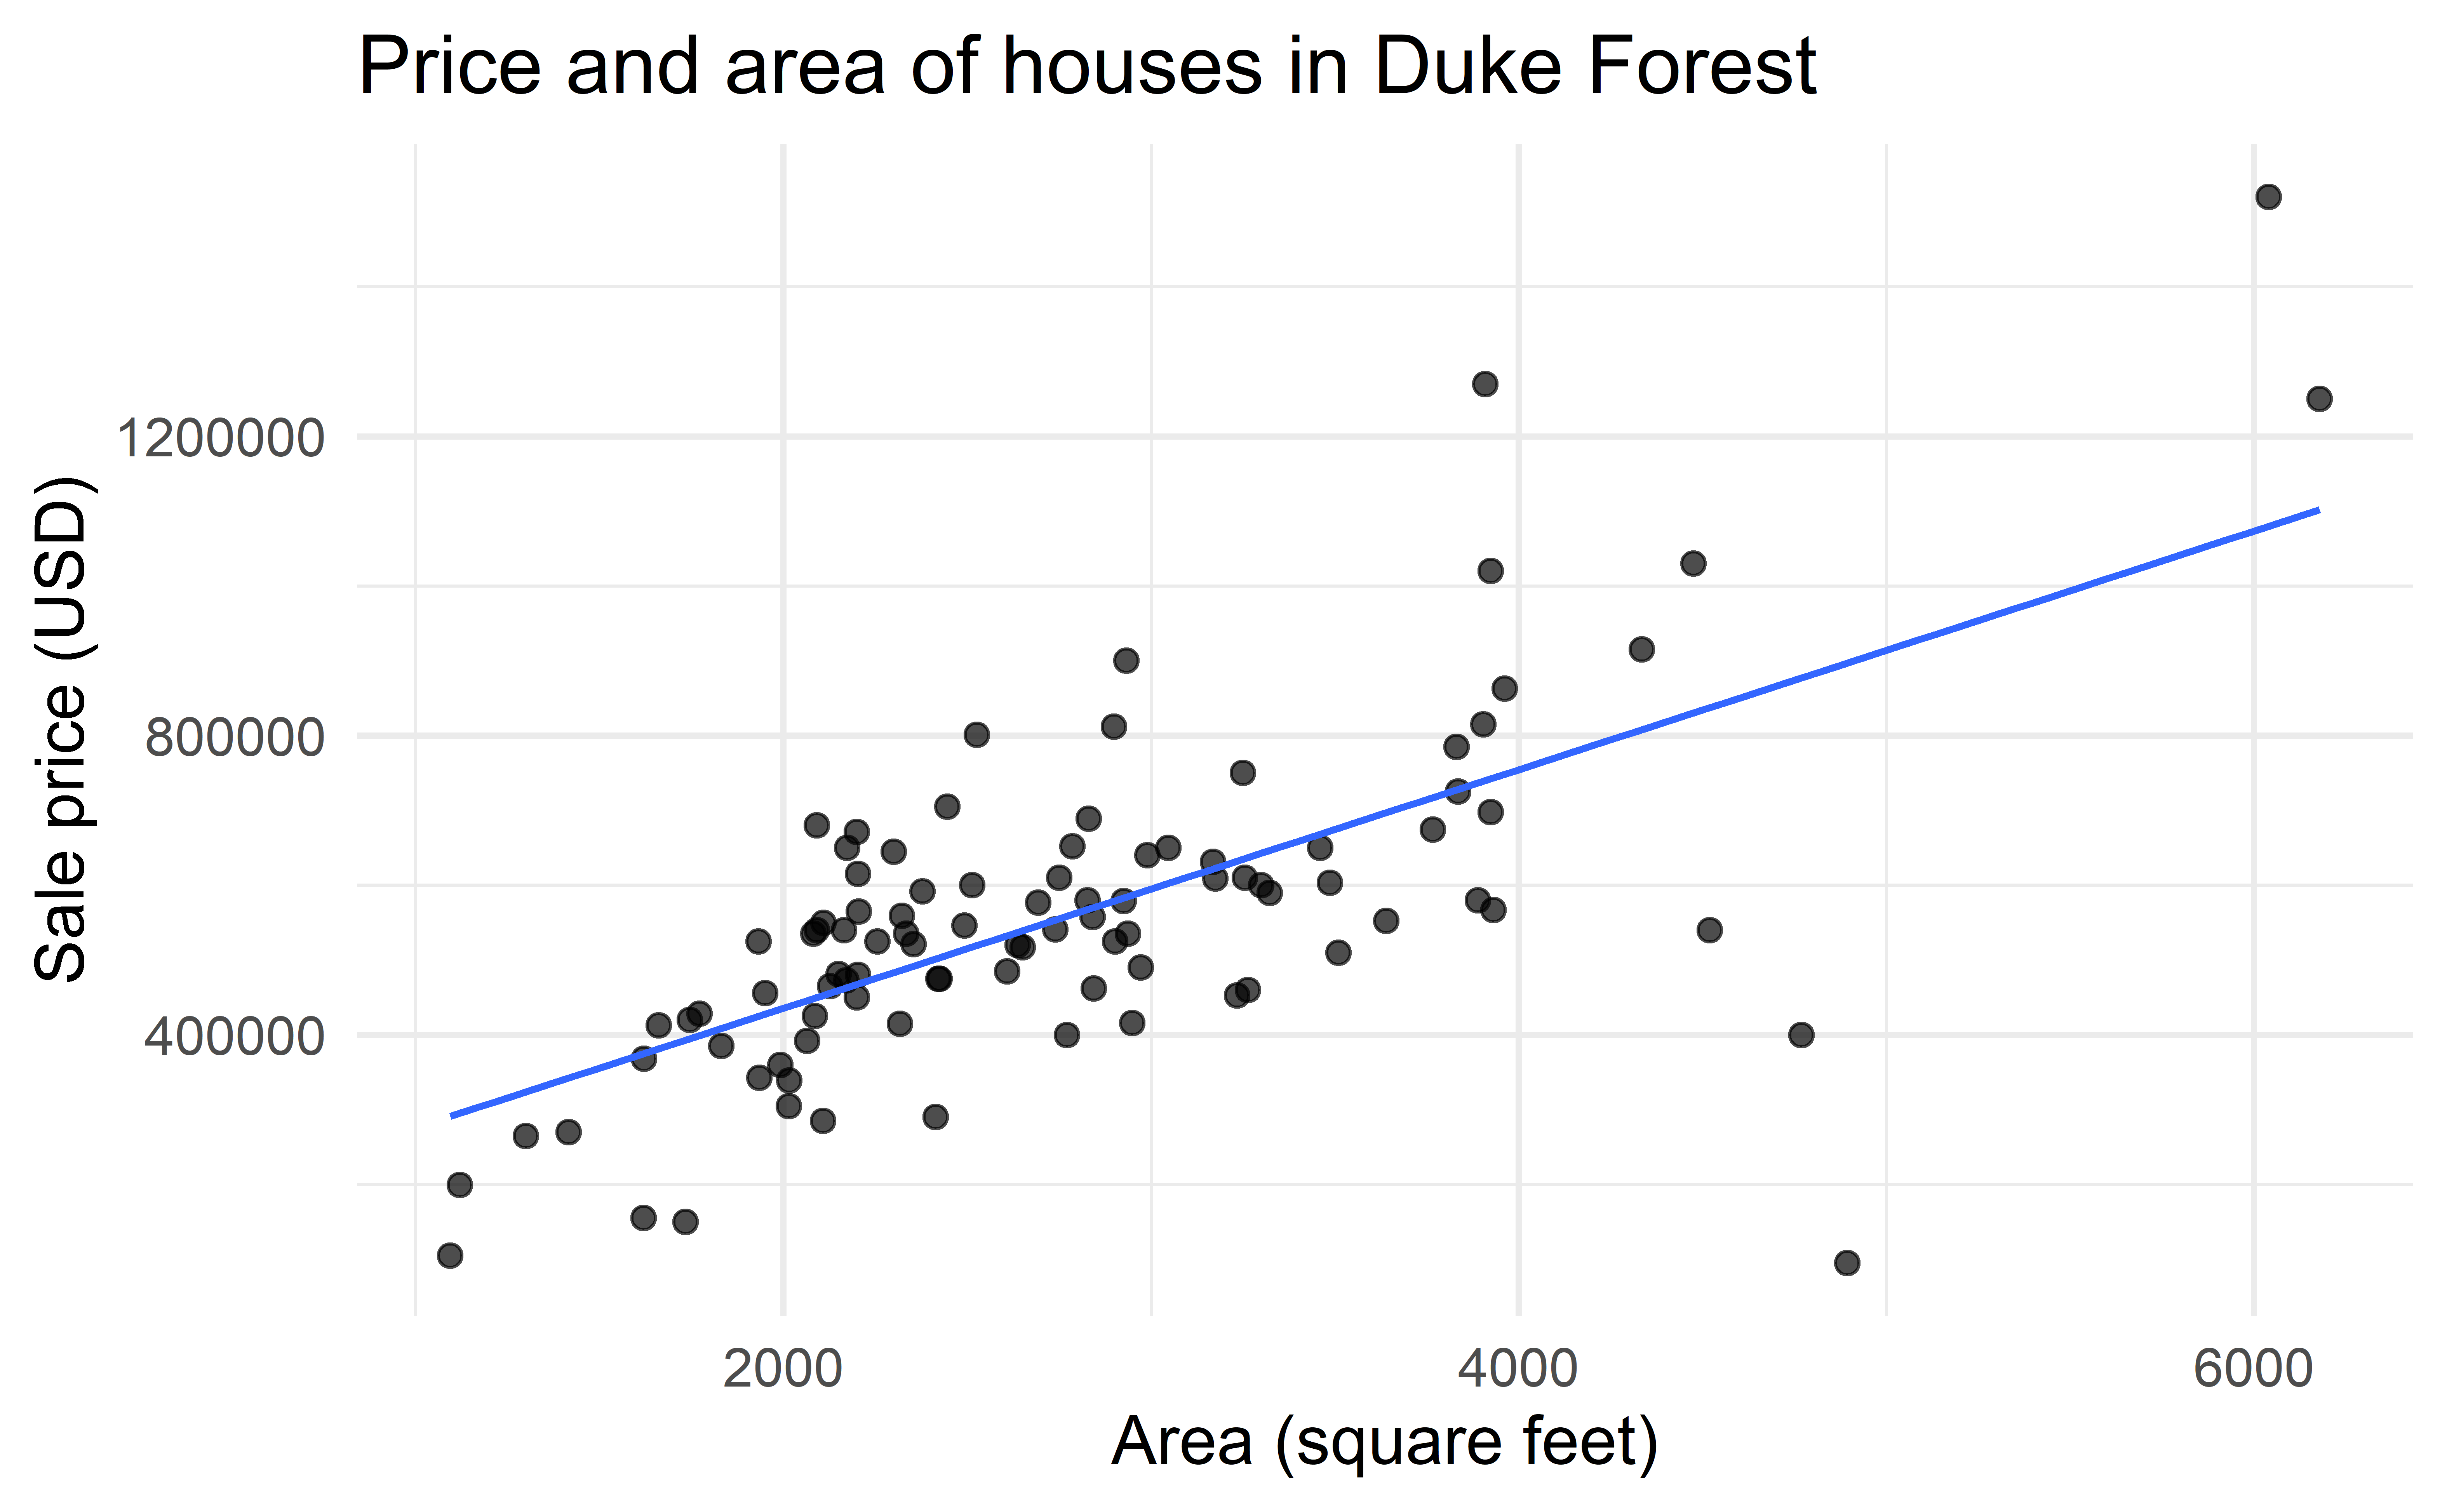 Price and area of houses in Duke Forest
Sale price (USD)
1200000
800000
400000
2000 4000 6000
Area (square feet)